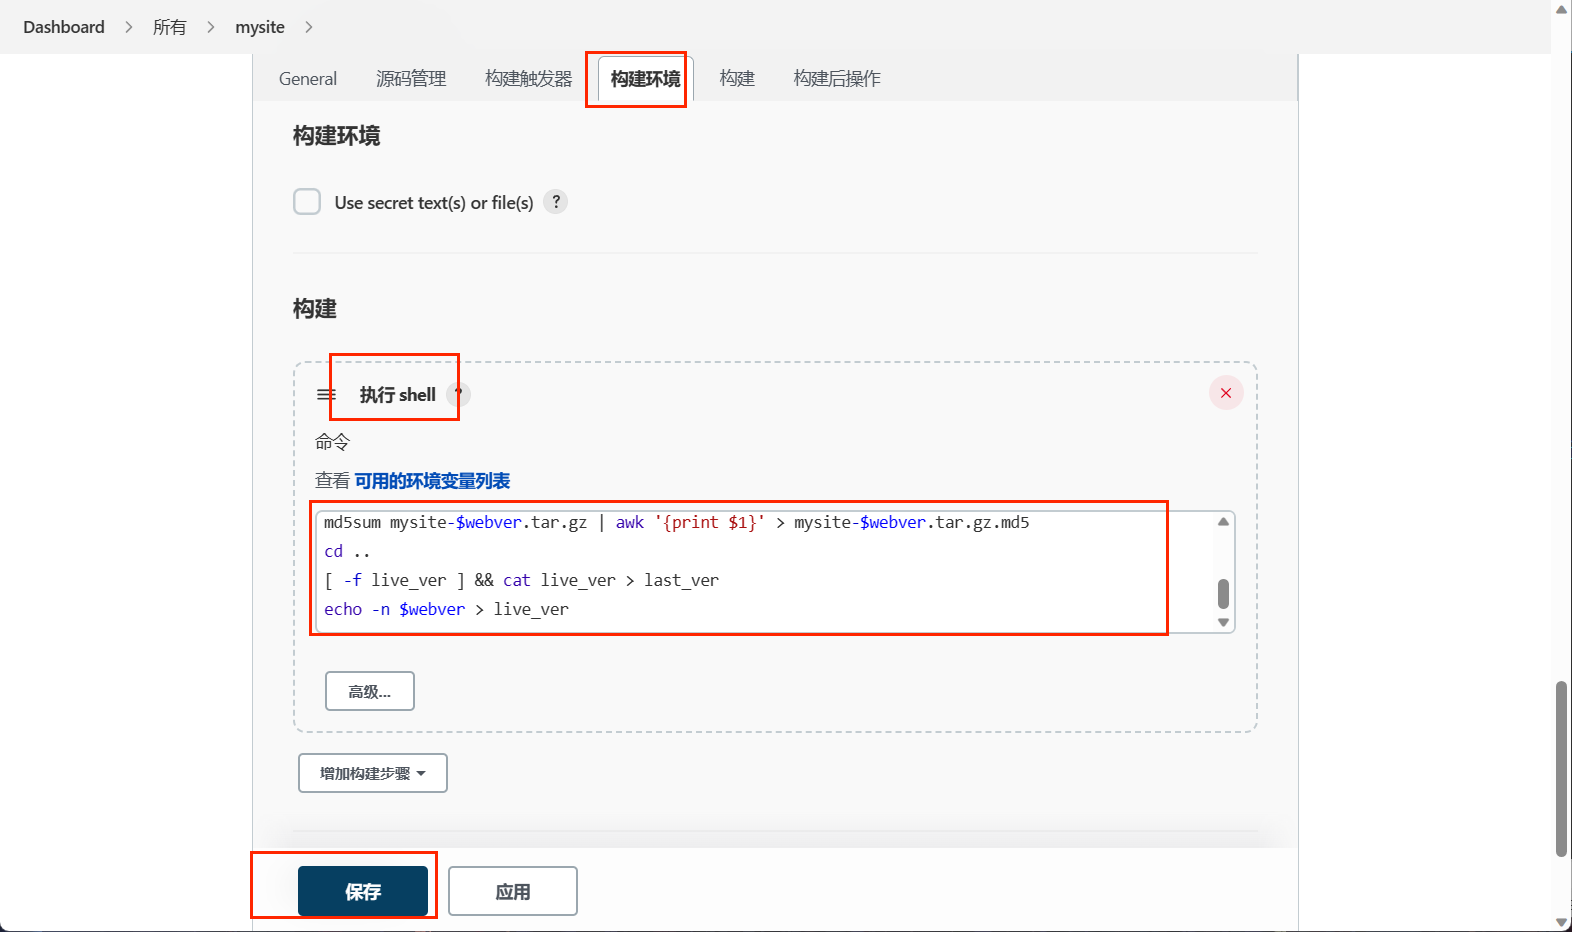 Dashboard > 所有 > mysite >
General 源码管理 构建触发器 构建环境 构建 构建后操作
构建环境
Use secret text(s) or file(s) ?
构建
执行 shell ?
命令
查看 可用的环境变量列表
md5sum mysite-$webver.tar.gz | awk '{print $1}' > mysite-$webver.tar.gz.md5
cd ..
[ -f live_ver ] && cat live_ver > last_ver
echo -n $webver > live_ver
高级...
增加构建步骤
保存 应用